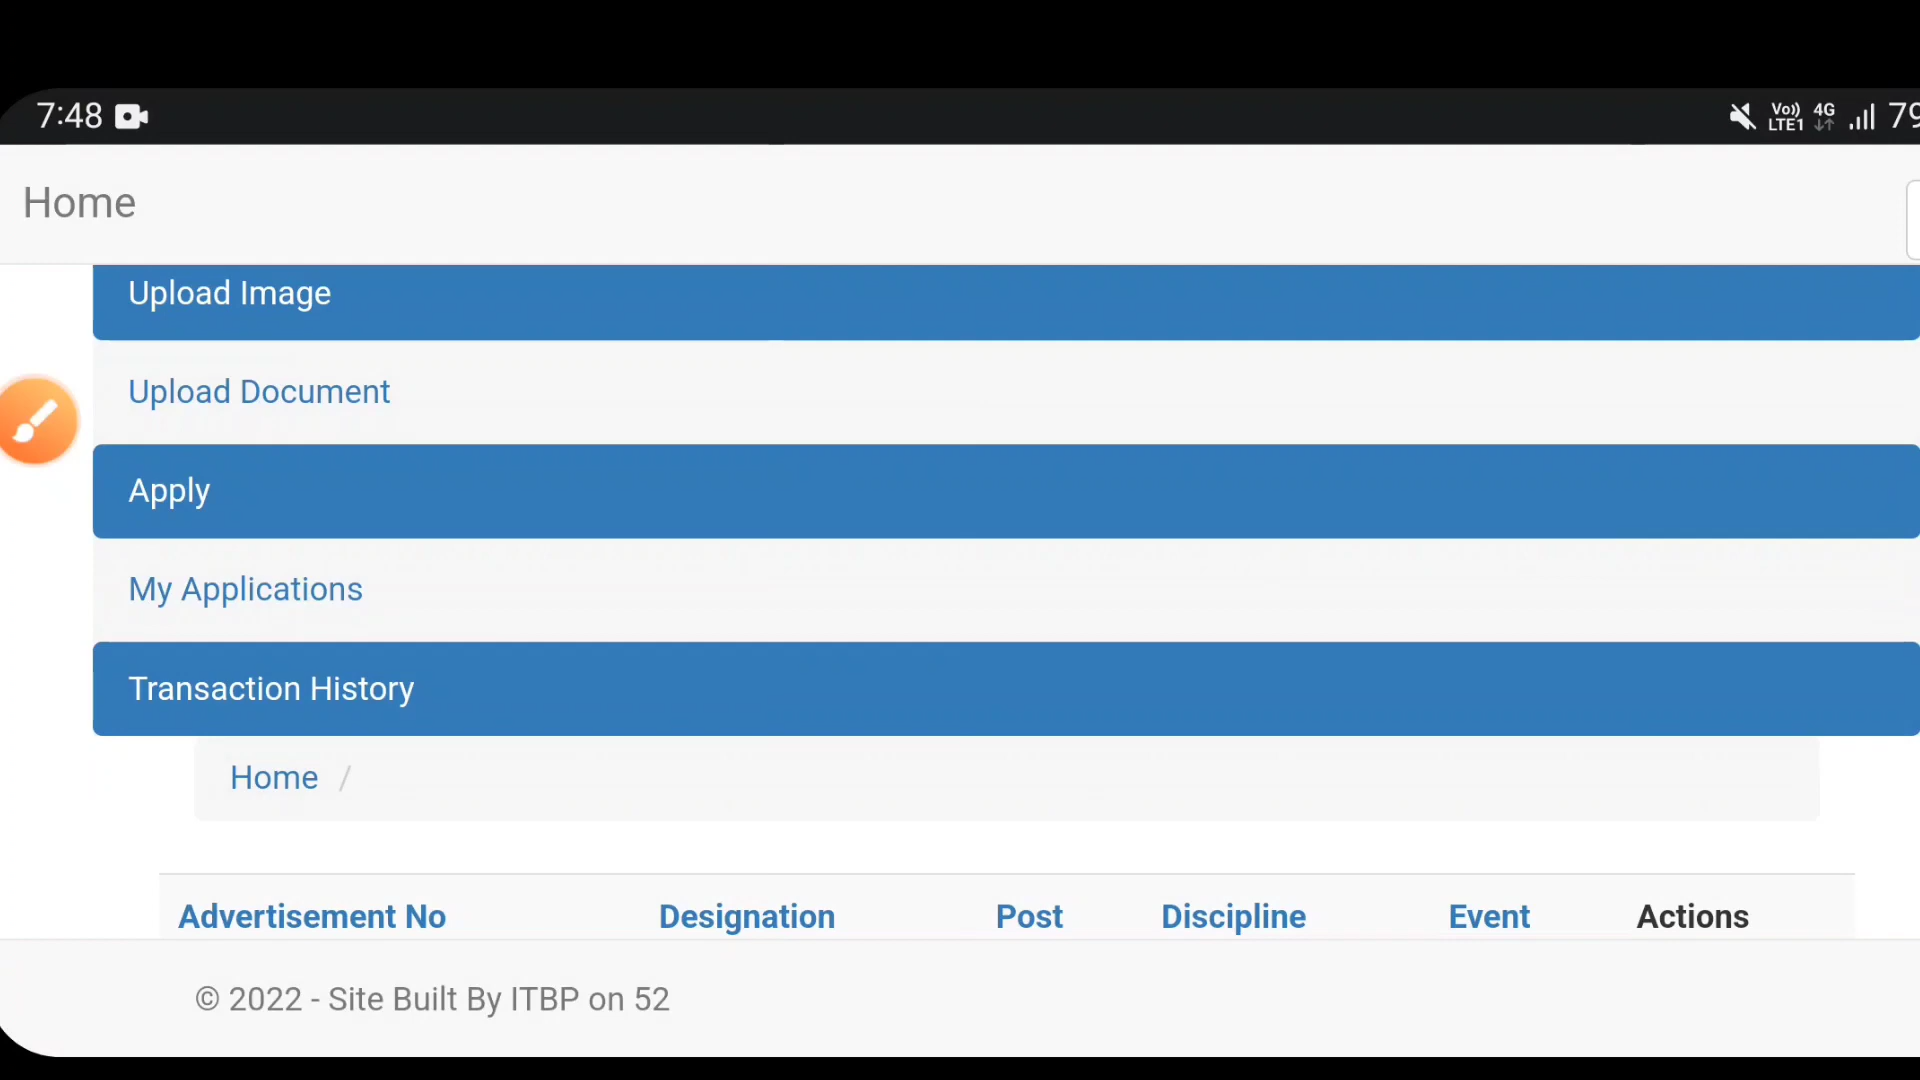 7:48
Vo)) LTE1 4G 79
Home
Upload Image
Upload Document
Apply
My Applications
Transaction History
Home /
Advertisement No Designation Post Discipline Event Actions
© 2022 - Site Built By ITBP on 52